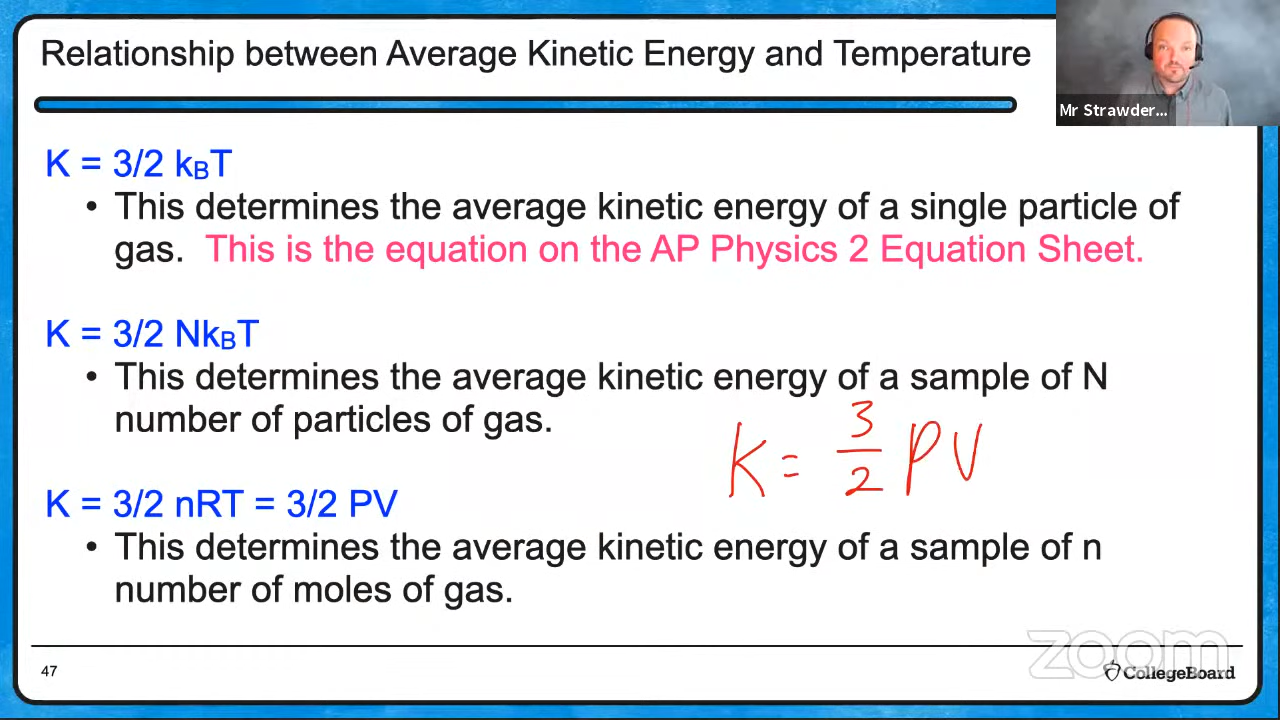 Relationship between Average Kinetic Energy and Temperature
Mr Strawder...
K = 3/2 k_BT
• This determines the average kinetic energy of a single particle of
gas. This is the equation on the AP Physics 2 Equation Sheet.
K = 3/2 Nk_BT
• This determines the average kinetic energy of a sample of N
number of particles of gas.
K = 3/2 PV
K = 3/2 nRT = 3/2 PV
• This determines the average kinetic energy of a sample of n
number of moles of gas.
zoom
47
CollegeBoard